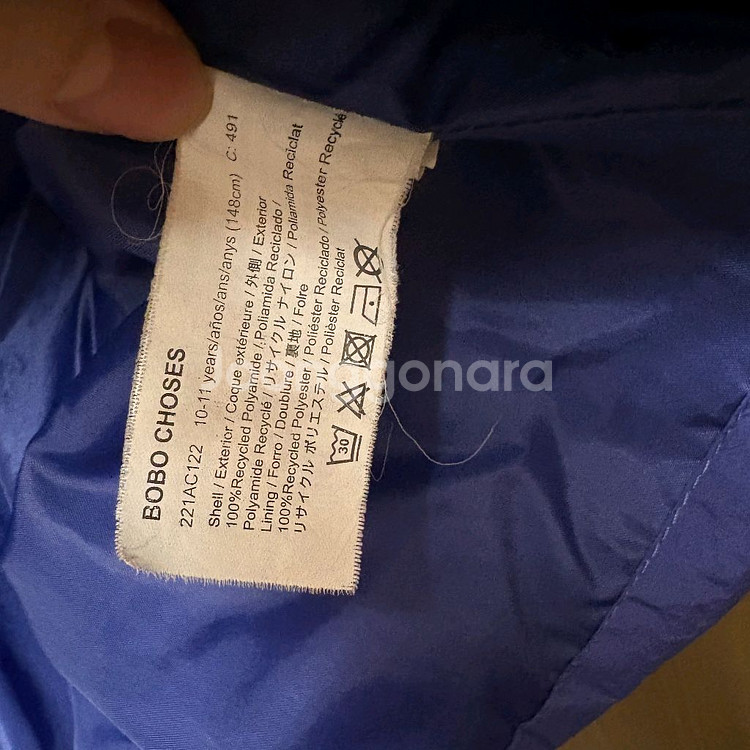 BOBO CHOSES
221AC122 10-11 years/años/ans/anys (148cm) C: 491
Shell / Exterior / Coque extérieure / 外側 / Exterior
100%Recycled Polyamide / Poliamida Reciclado /
Polyamide Recyclé / リサイクル ナイロン / Poliamida Reciclat
Lining / Forro / Doublure / 裏地 / Folre
100%Recycled Polyester / Poliéster Reciclado / Polyester Recyclé
リサイクル ポリエステル / Polièster Reciclat
30